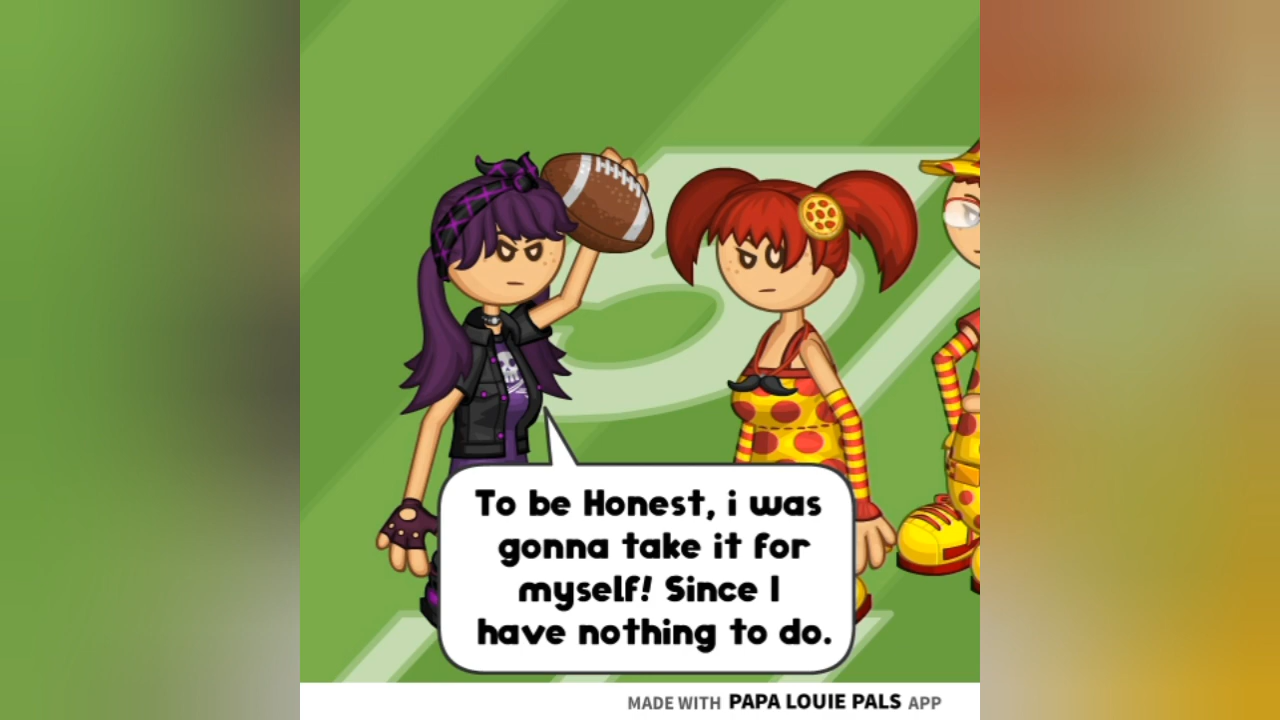 To be Honest, i was
gonna take it for
myself! Since I
have nothing to do.
MADE WITH PAPA LOUIE PALS APP